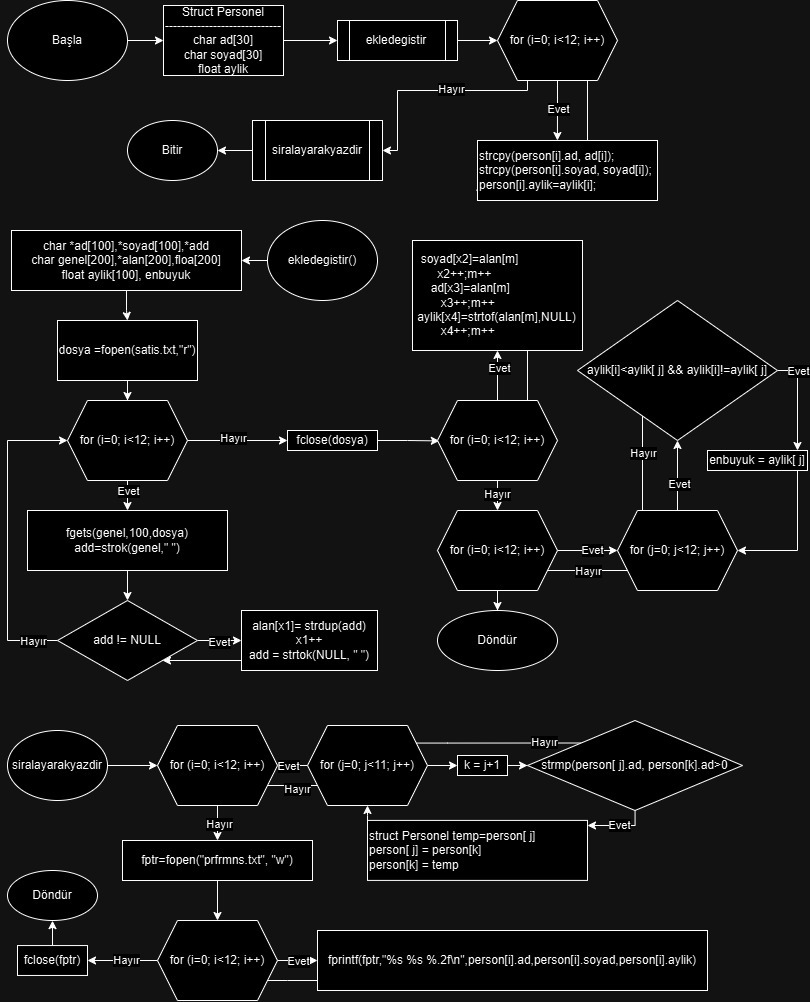 Başla
Struct Personel
------------------------------
char ad[30]
char soyad[30]
float aylik
ekledegistir
for (i=0; i<12; i++)
Hayır
Evet
Bitir
siralayarakyazdir
strcpy(person[i].ad, ad[i]);
strcpy(person[i].soyad, soyad[i]);
person[i].aylik=aylik[i];
char *ad[100],*soyad[100],*add
char genel[200],*alan[200],floa[200]
float aylik[100], enbuyuk
ekledegistir()
dosya =fopen(satis.txt,"r")
for (i=0; i<12; i++)
Hayır
fclose(dosya)
Evet
fgets(genel,100,dosya)
add=strok(genel," ")
add != NULL
Hayır
Evet
alan[x1]= strdup(add)
x1++
add = strtok(NULL, " ")
soyad[x2]=alan[m]
x2++;m++
ad[x3]=alan[m]
x3++;m++
aylik[x4]=strtof(alan[m],NULL)
x4++;m++
Evet
for (i=0; i<12; i++)
Hayır
for (i=0; i<12; i++)
Evet
Hayır
Döndür
for (j=0; j<12; j++)
Evet
Hayır
aylik[i]<aylik[ j] && aylik[i]!=aylik[ j]
Evet
enbuyuk = aylik[ j]
siralayarakyazdir
for (i=0; i<12; i++)
Evet
Hayır
for (j=0; j<11; j++)
k = j+1
Hayır
strmp(person[ j].ad, person[k].ad>0
Evet
struct Personel temp=person[ j]
person[ j] = person[k]
person[k] = temp
Hayır
fptr=fopen("prfrmns.txt", "w")
Döndür
fclose(fptr)
Hayır
for (i=0; i<12; i++)
Evet
fprintf(fptr,"%s %s %.2f\n",person[i].ad,person[i].soyad,person[i].aylik)